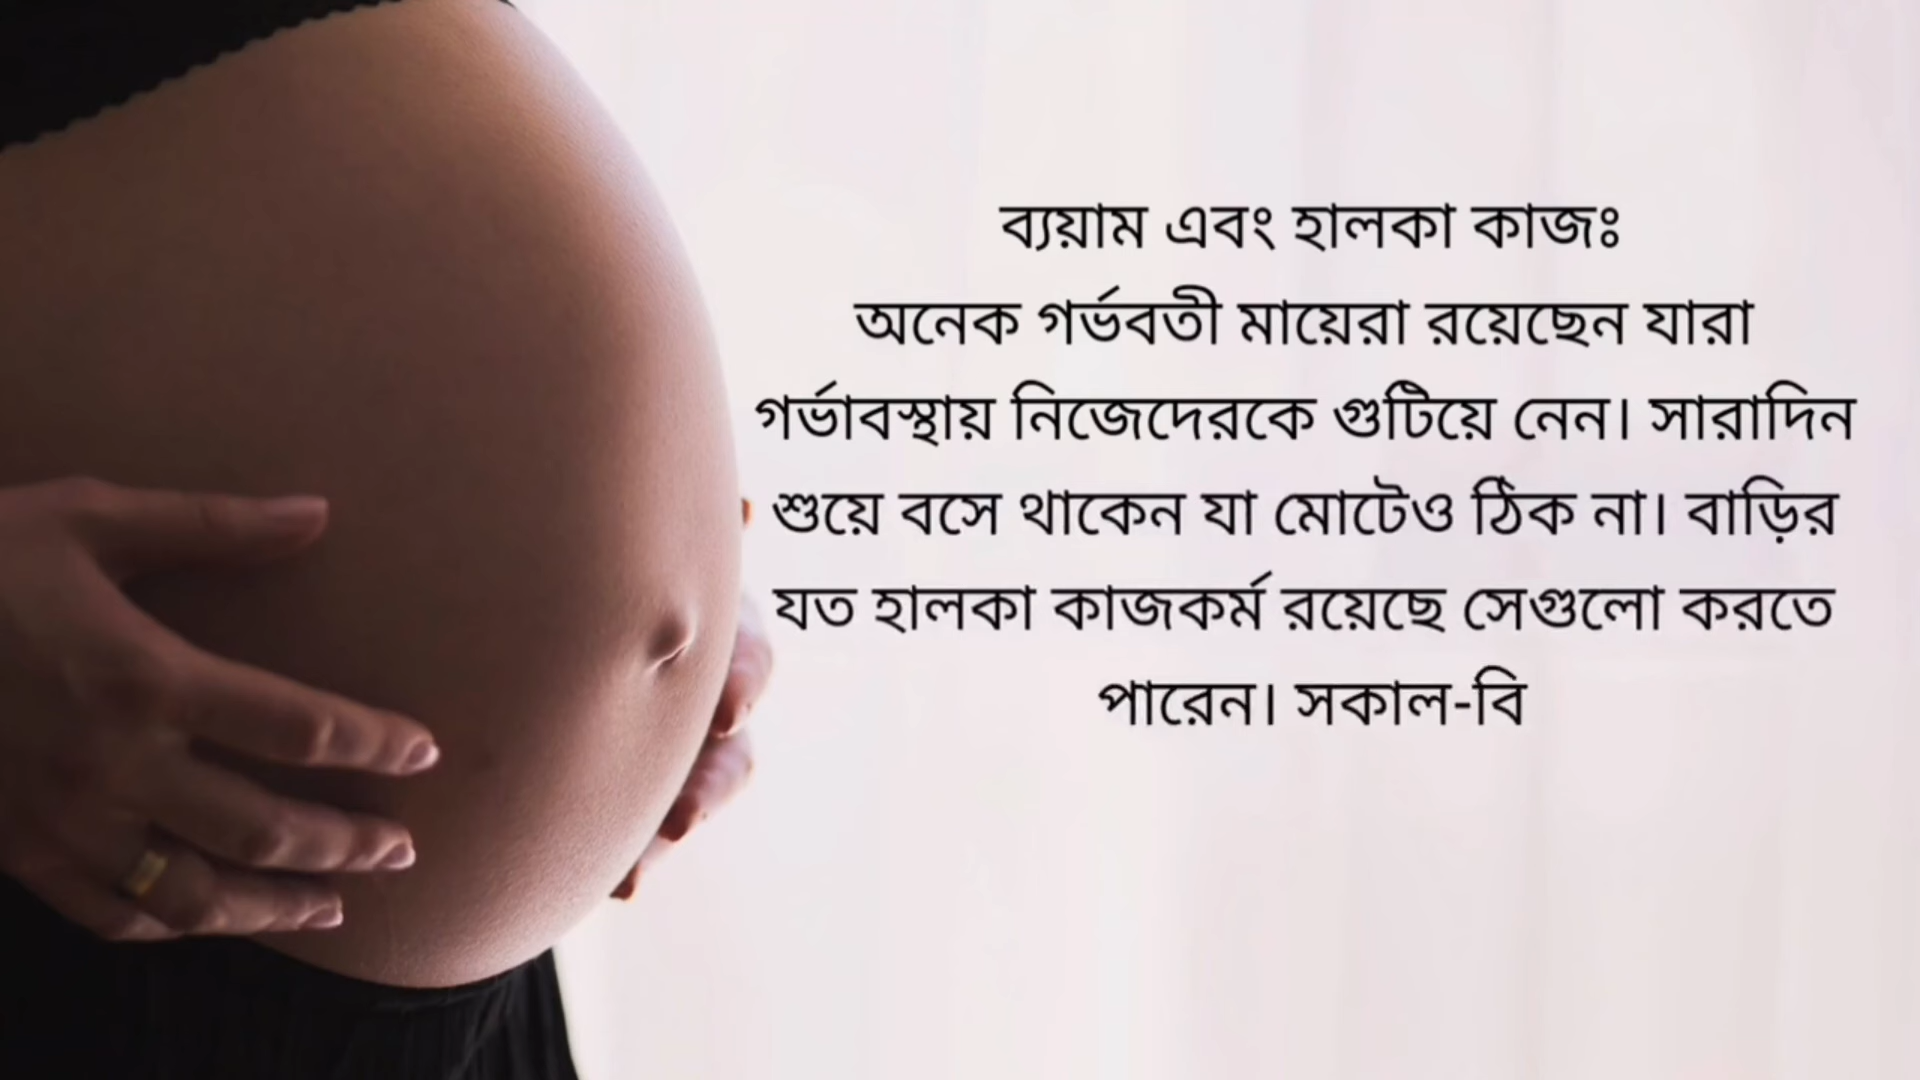 ব্যয়াম এবং হালকা কাজঃ
অনেক গর্ভবতী মায়েরা রয়েছেন যারা
গর্ভাবস্থায় নিজেদেরকে গুটিয়ে নেন। সারাদিন
শুয়ে বসে থাকেন যা মোটেও ঠিক না। বাড়ির
যত হালকা কাজকর্ম রয়েছে সেগুলো করতে
পারেন। সকাল-বি